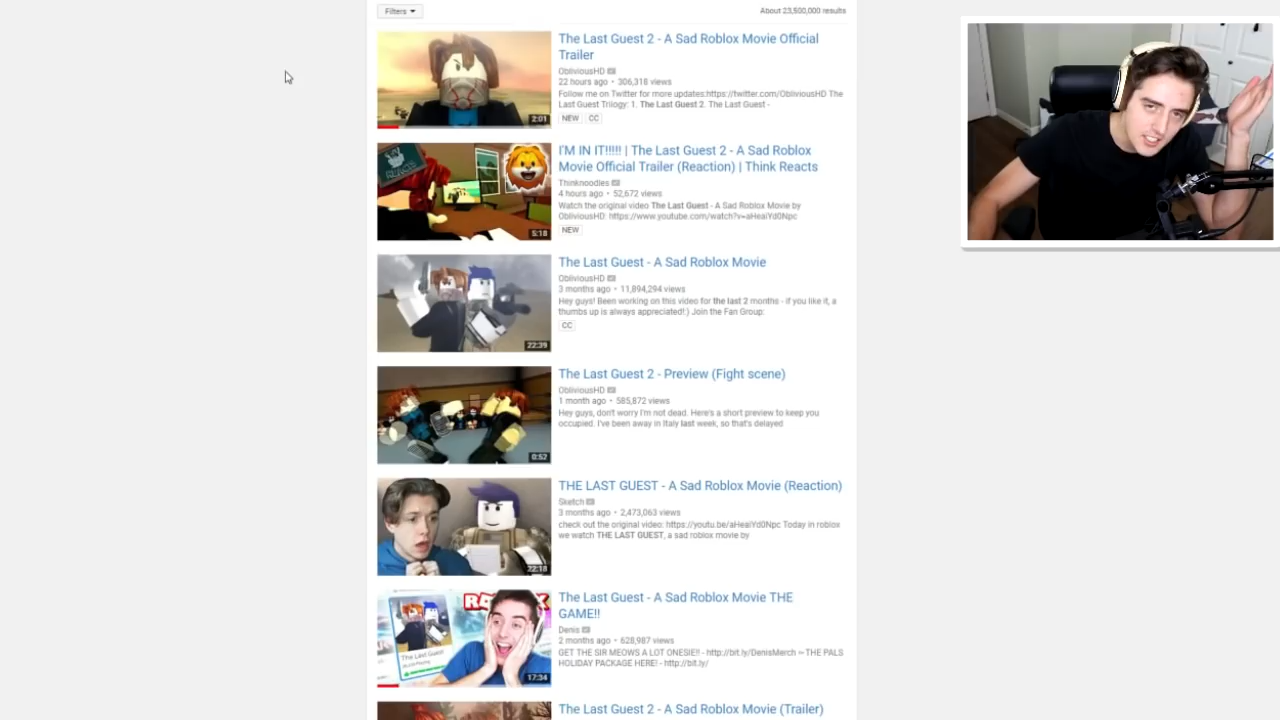 Filters
About 23,500,000 results
The Last Guest 2 - A Sad Roblox Movie Official
Trailer
ObliviousHD
22 hours ago • 306,318 views
Follow me on Twitter for more updates:https://twitter.com/ObliviousHD The
Last Guest Trilogy: 1. The Last Guest 2. The Last Guest -
NEW CC
2:01
I'M IN IT!!!!! | The Last Guest 2 - A Sad Roblox
Movie Official Trailer (Reaction) | Think Reacts
Thinknoodles
4 hours ago • 52,672 views
Watch the original video The Last Guest - A Sad Roblox Movie by
ObliviousHD: https://www.youtube.com/watch?v=aHeaiYd0Npc
NEW
5:18
The Last Guest - A Sad Roblox Movie
ObliviousHD
3 months ago • 11,894,294 views
Hey guys! Been working on this video for the last 2 months - if you like it, a
thumbs up is always appreciated!:) Join the Fan Group:
CC
22:39
The Last Guest 2 - Preview (Fight scene)
ObliviousHD
1 month ago • 585,872 views
Hey guys, don't worry I'm not dead. Here's a short preview to keep you
occupied. I've been away in Italy last week, so that's delayed
0:57
THE LAST GUEST - A Sad Roblox Movie (Reaction)
Sketch
3 months ago • 2,473,063 views
check out the original video: https://youtu.be/aHeaiYd0Npc Today in roblox
we watch THE LAST GUEST, a sad roblox movie by
22:18
The Last Guest - A Sad Roblox Movie THE
GAME!!
Denis
2 months ago • 628,987 views
GET THE SIR MEOWS A LOT ONESIE!! - http://bit.ly/DenisMerch ➵ THE PALS
HOLIDAY PACKAGE HERE! - http://bit.ly/
The Last Guest
17:34
The Last Guest 2 - A Sad Roblox Movie (Trailer)